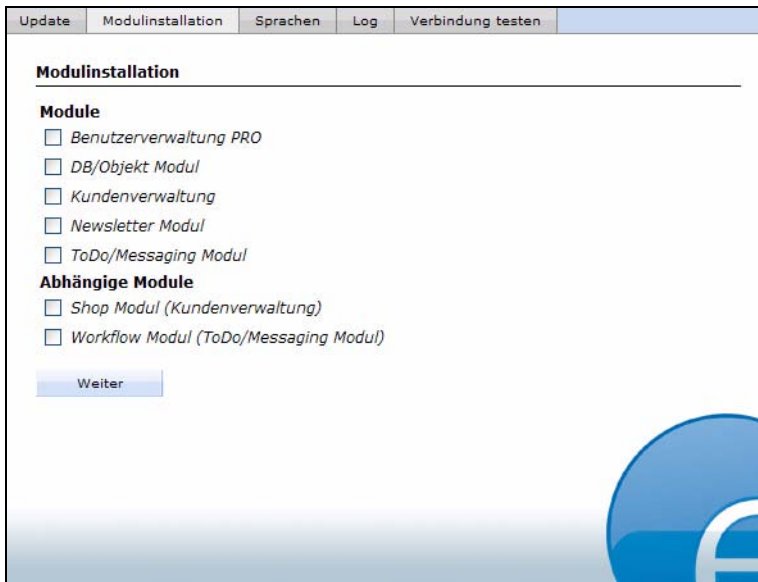 Update Modulinstallation Sprachen Log Verbindung testen
Modulinstallation
Module
Benutzerverwaltung PRO
DB/Objekt Modul
Kundenverwaltung
Newsletter Modul
ToDo/Messaging Modul
Abhängige Module
Shop Modul (Kundenverwaltung)
Workflow Modul (ToDo/Messaging Modul)
Weiter